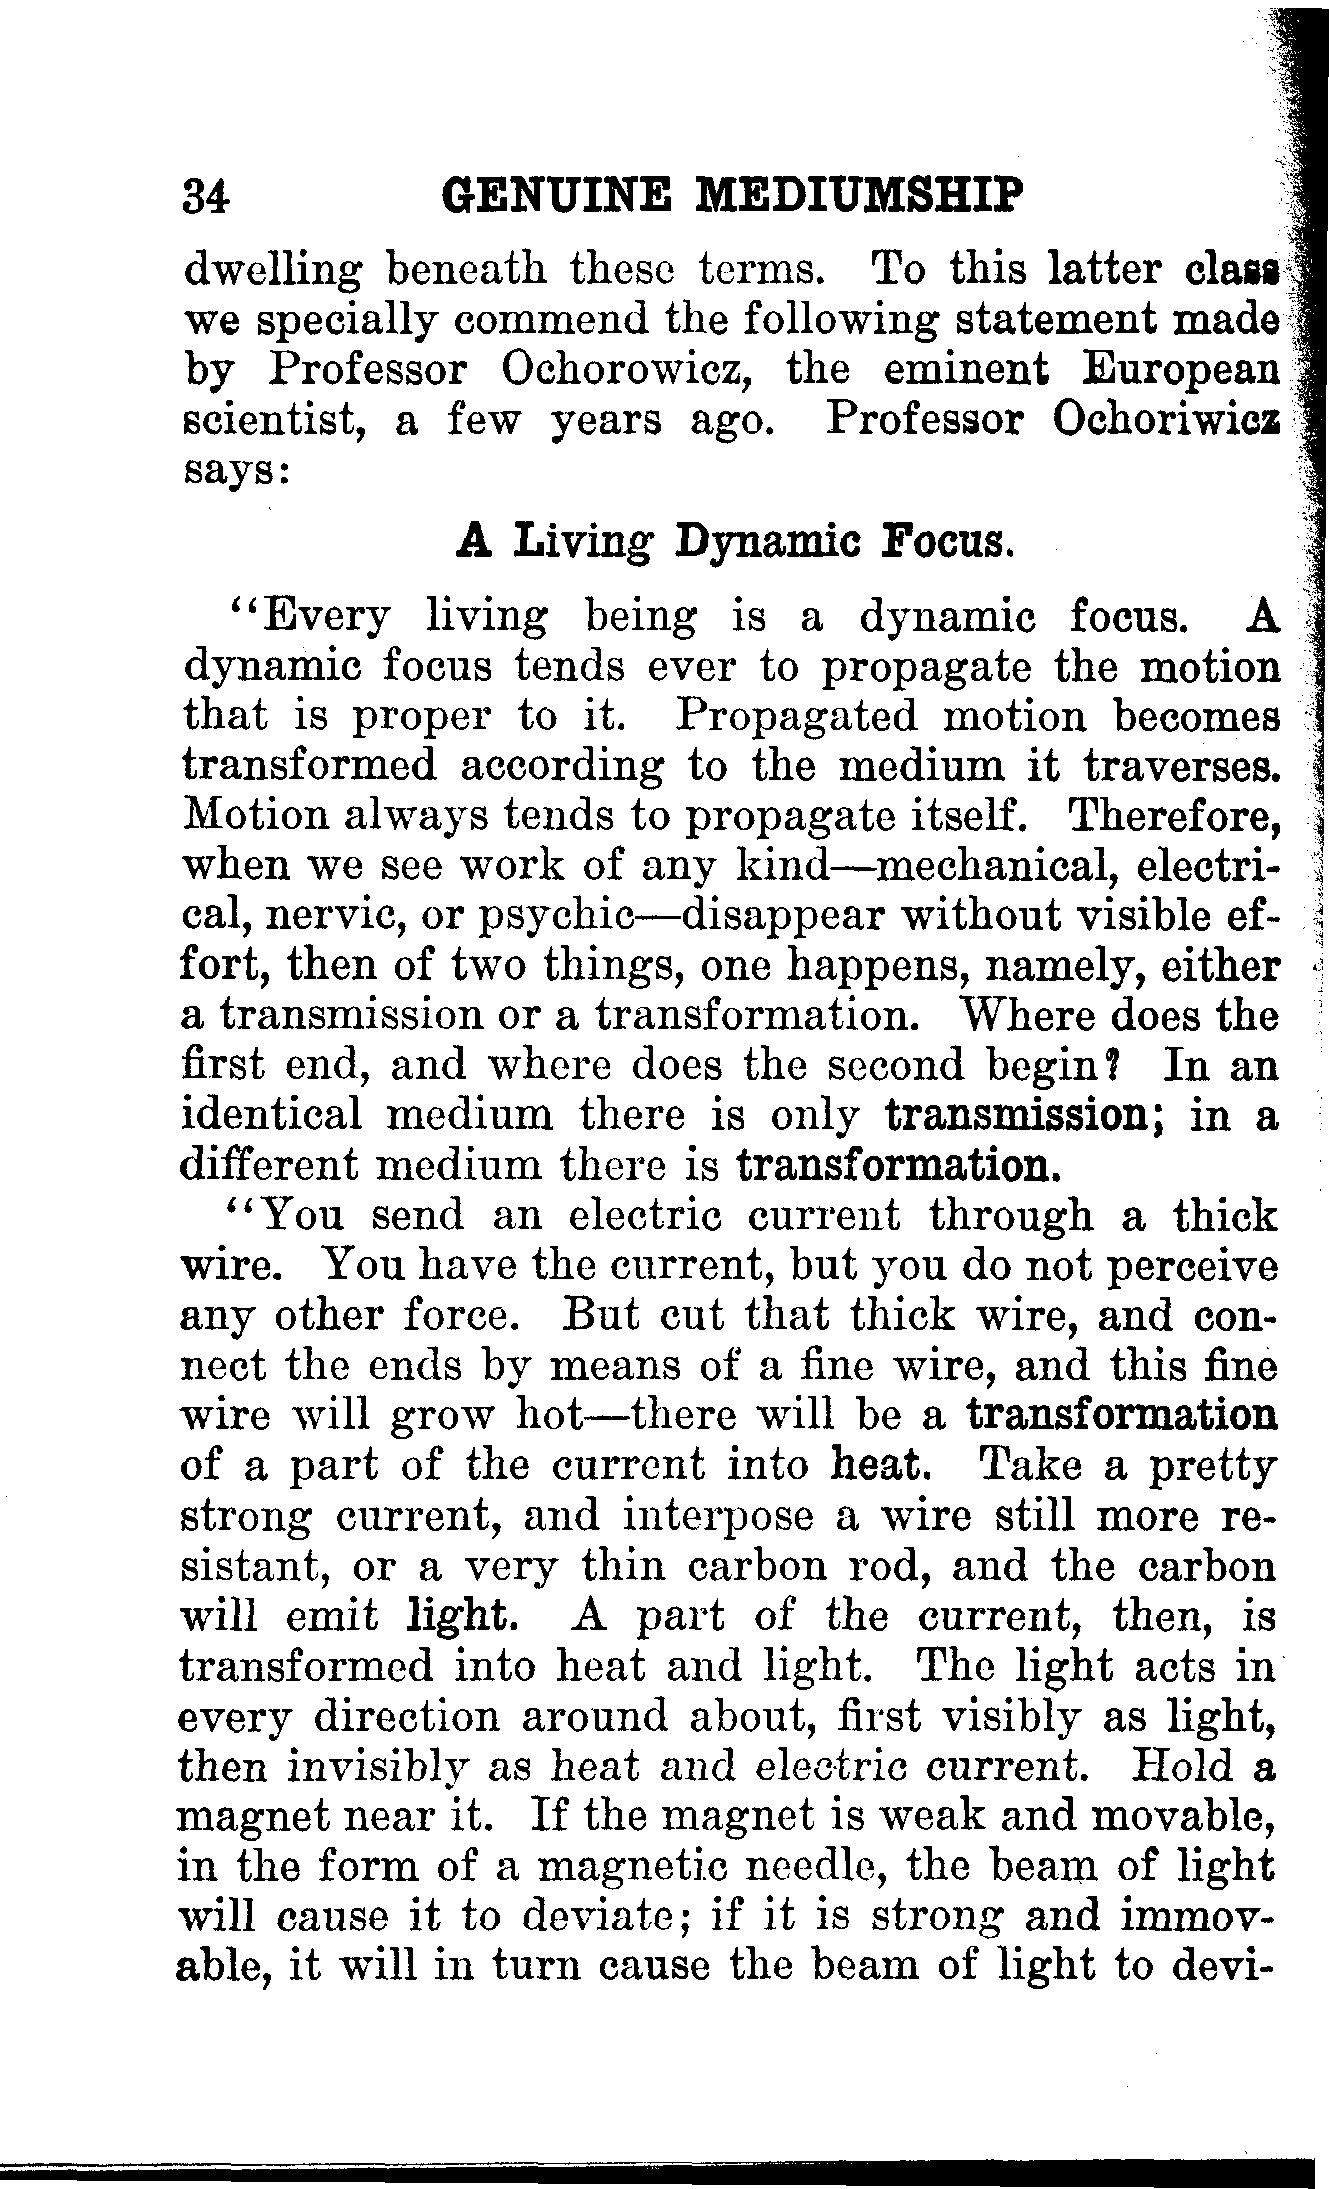 34 GENUINE MEDIUMSHIP
dwelling beneath these terms. To this latter class
we specially commend the following statement made
by Professor Ochorowicz, the eminent European
scientist, a few years ago. Professor Ochoriwicz
says:
A Living Dynamic Focus.
“Every living being is a dynamic focus. A
dynamic focus tends ever to propagate the motion
that is proper to it. Propagated motion becomes
transformed according to the medium it traverses.
Motion always tends to propagate itself. Therefore,
when we see work of any kind—mechanical, electri-
cal, nervic, or psychic—disappear without visible ef-
fort, then of two things, one happens, namely, either
a transmission or a transformation. Where does the
first end, and where does the second begin? In an
identical medium there is only transmission; in a
different medium there is transformation.
“You send an electric current through a thick
wire. You have the current, but you do not perceive
any other force. But cut that thick wire, and con-
nect the ends by means of a fine wire, and this fine
wire will grow hot—there will be a transformation
of a part of the current into heat. Take a pretty
strong current, and interpose a wire still more re-
sistant, or a very thin carbon rod, and the carbon
will emit light. A part of the current, then, is
transformed into heat and light. The light acts in
every direction around about, first visibly as light,
then invisibly as heat and electric current. Hold a
magnet near it. If the magnet is weak and movable,
in the form of a magnetic needle, the beam of light
will cause it to deviate; if it is strong and immov-
able, it will in turn cause the beam of light to devi-